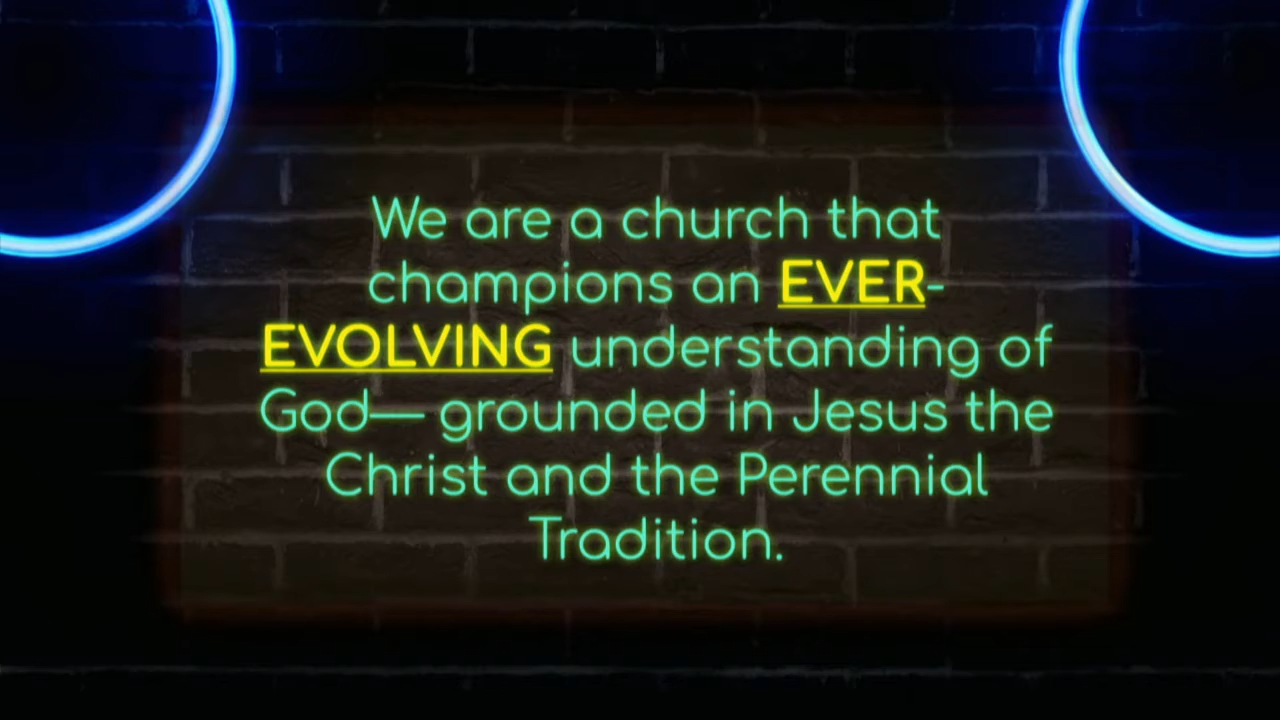 We are a church that
champions an EVER-
EVOLVING understanding of
God— grounded in Jesus the
Christ and the Perennial
Tradition.